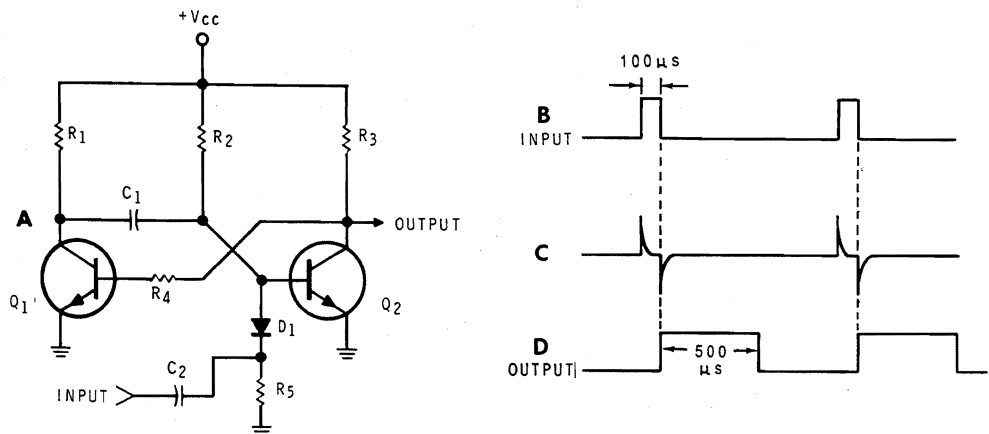 +Vcc
R1
R2
R3
C1
A
OUTPUT
Q1'
R4
Q2
D1
C2
INPUT
R5
100μs
B
INPUT
C
D
OUTPUT
500
μs